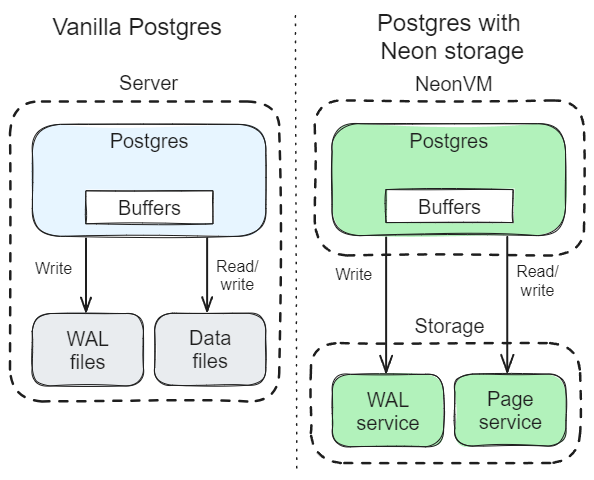 Vanilla Postgres
Server
Postgres
Buffers
Write
Read/
write
WAL
files
Data
files
Postgres with
Neon storage
NeonVM
Postgres
Buffers
Write
Read/
write
Storage
WAL
service
Page
service